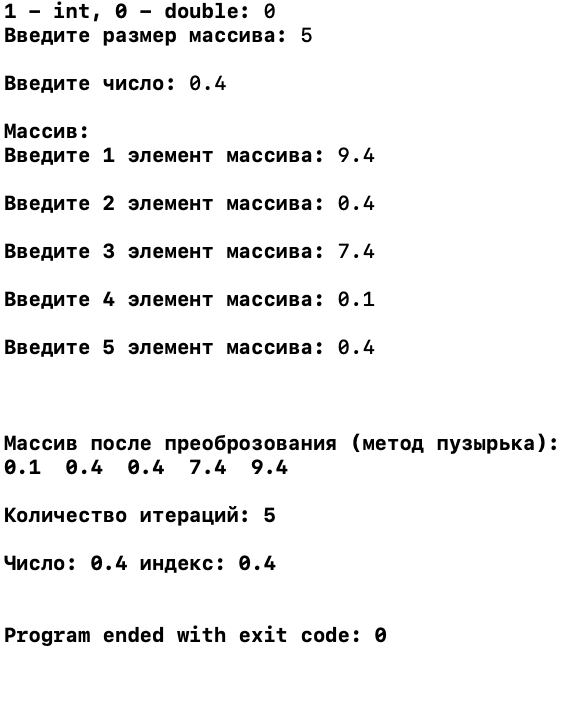 1 – int, 0 – double: 0
Введите размер массива: 5
Введите число: 0.4
Массив:
Введите 1 элемент массива: 9.4
Введите 2 элемент массива: 0.4
Введите 3 элемент массива: 7.4
Введите 4 элемент массива: 0.1
Введите 5 элемент массива: 0.4
Массив после преоброзования (метод пузырька):
0.1  0.4  0.4  7.4  9.4
Количество итераций: 5
Число: 0.4 индекс: 0.4
Program ended with exit code: 0